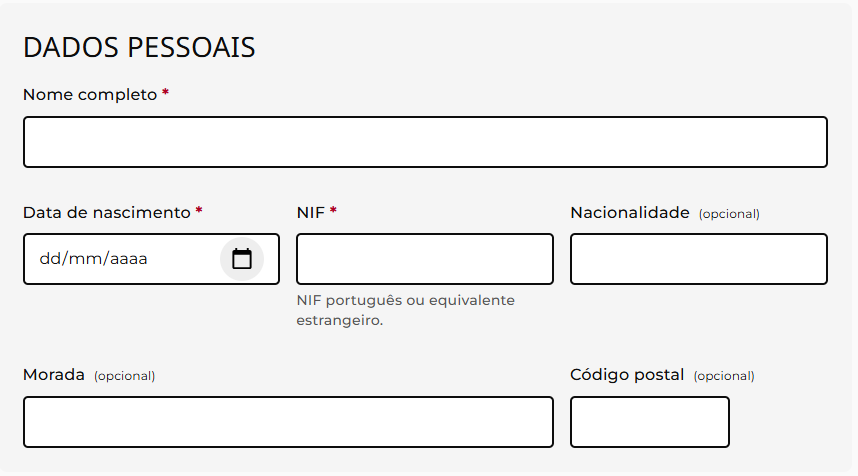 DADOS PESSOAIS
Nome completo *
Data de nascimento *
NIF *
Nacionalidade (opcional)
dd/mm/aaaa
NIF português ou equivalente
estrangeiro.
Morada (opcional)
Código postal (opcional)